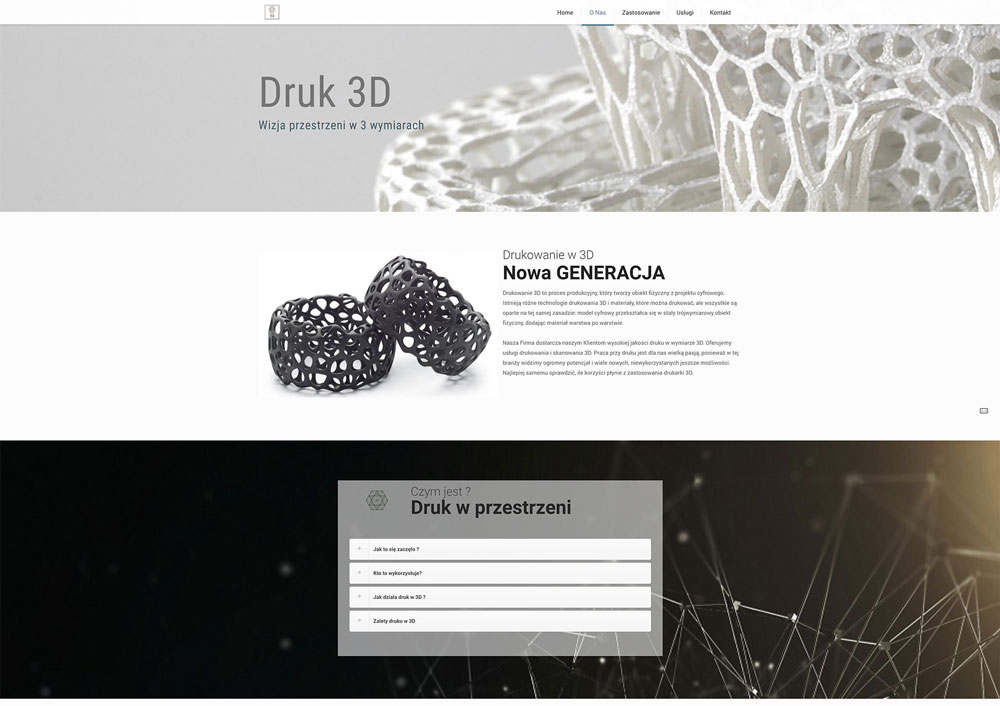 Home
O Nas
Zastosowanie
Usługi
Kontakt
Druk 3D
Wizja przestrzeni w 3 wymiarach
Drukowanie w 3D
Nowa GENERACJA
Drukowanie 3D to proces produkcyjny, który tworzy obiekt fizyczny z projektu cyfrowego.
Istnieją różne technologie drukowania 3D i materiały, które można drukować, ale wszystkie są
oparte na tej samej zasadzie: model cyfrowy przekształca się w stały trójwymiarowy obiekt
fizyczny, dodając materiał warstwa po warstwie.
Nasza Firma dostarcza naszym Klientom wysokiej jakości druku w wymiarze 3D. Oferujemy
usługi drukowania i skanowania 3D. Praca przy druku jest dla nas wielką pasją, ponieważ w tej
branży widzimy ogromny potencjał i wiele nowych, niewykorzystanych jeszcze możliwości.
Najlepiej samemu sprawdzić, ile korzyści płynie z zastosowania drukarki 3D.
Czym jest ?
Druk w przestrzeni
+ Jak to się zaczęło ?
+ Kto to wykorzystuje?
+ Jak działa druk w 3D ?
+ Zalety druku w 3D